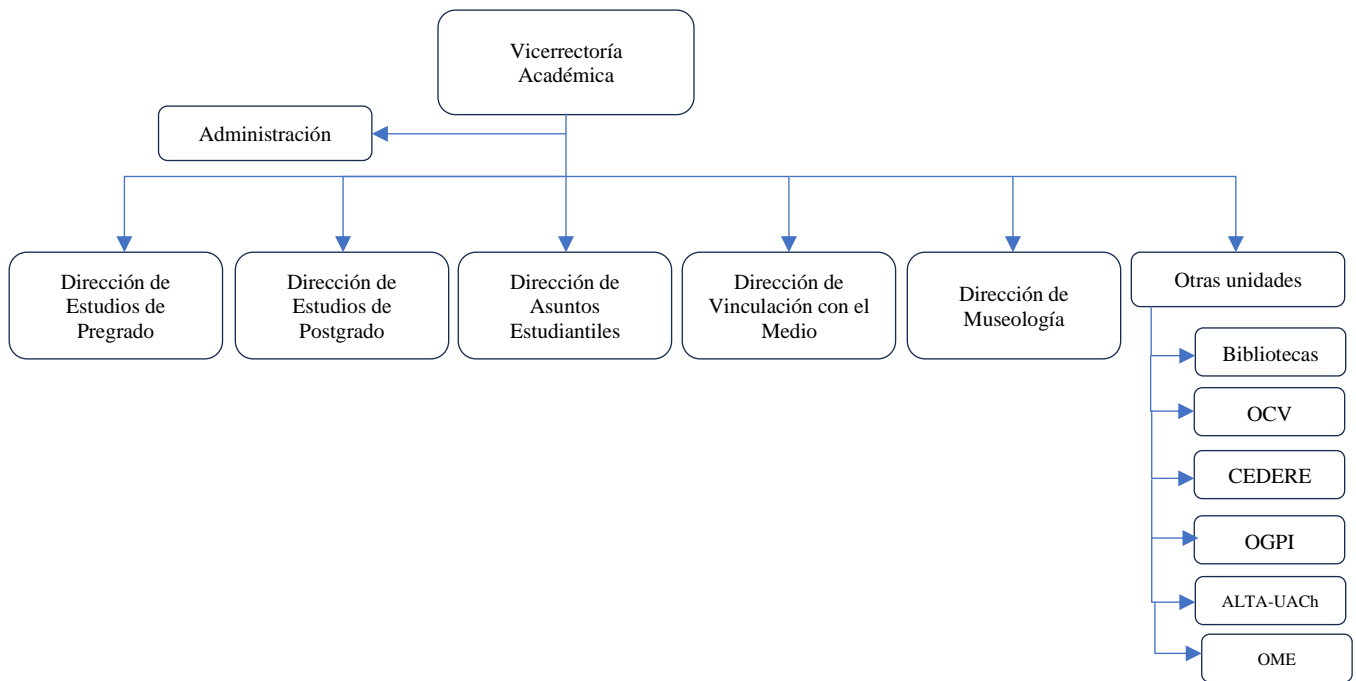 Vicerrectoría
Académica
Administración
Dirección de
Estudios de
Pregrado
Dirección de
Estudios de
Postgrado
Dirección de
Asuntos
Estudiantiles
Dirección de
Vinculación con el
Medio
Dirección de
Museología
Otras unidades
Bibliotecas
OCV
CEDERE
OGPI
ALTA-UACh
OME